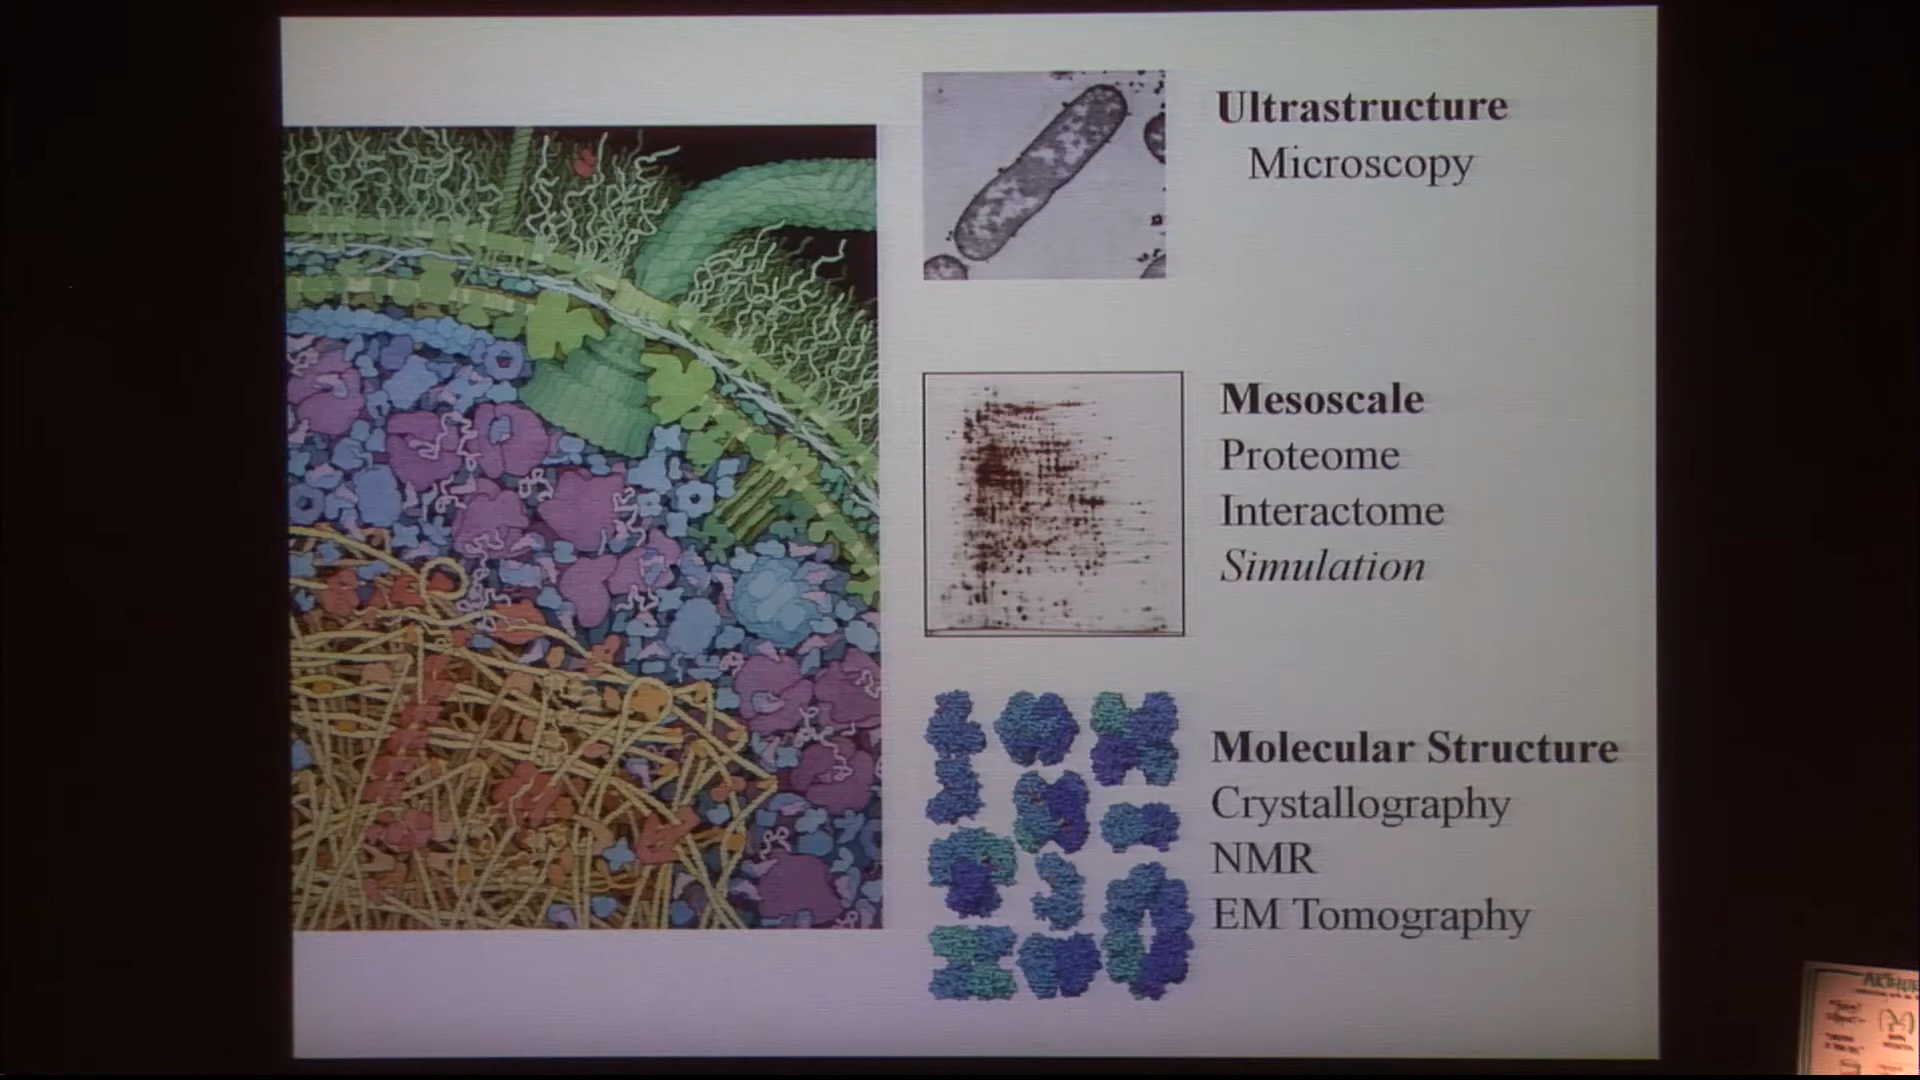 Ultrastructure
Microscopy
Mesoscale
Proteome
Interactome
Simulation
Molecular Structure
Crystallography
NMR
EM Tomography